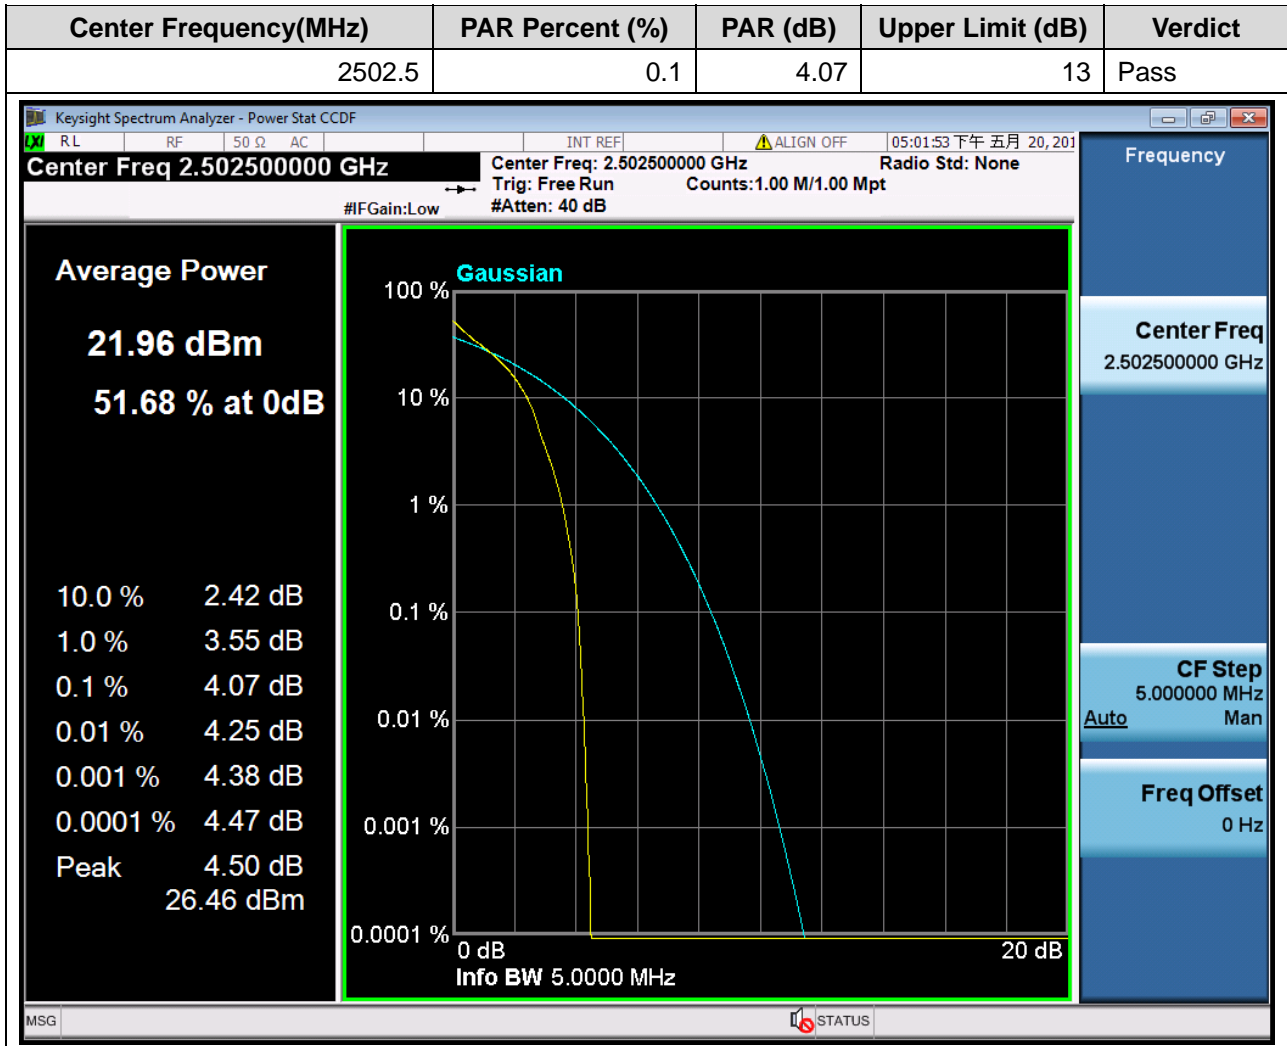 Center Frequency(MHz) PAR Percent (%) PAR (dB) Upper Limit (dB) Verdict
2502.5 0.1 4.07 13 Pass
Keysight Spectrum Analyzer - Power Stat CCDF
LXI RL RF 50 Ω AC INT REF ALIGN OFF 05:01:53 下午 五月 20, 201
Center Freq 2.502500000 GHz
Center Freq: 2.502500000 GHz Radio Std: None
Trig: Free Run Counts:1.00 M/1.00 Mpt
#IFGain:Low #Atten: 40 dB
Average Power
21.96 dBm
51.68 % at 0dB
10.0 % 2.42 dB
1.0 % 3.55 dB
0.1 % 4.07 dB
0.01 % 4.25 dB
0.001 % 4.38 dB
0.0001 % 4.47 dB
Peak 4.50 dB
26.46 dBm
Gaussian
100 %
10 %
1 %
0.1 %
0.01 %
0.001 %
0.0001 %
0 dB 20 dB
Info BW 5.0000 MHz
Frequency
Center Freq
2.502500000 GHz
CF Step
5.000000 MHz
Auto Man
Freq Offset
0 Hz
MSG STATUS